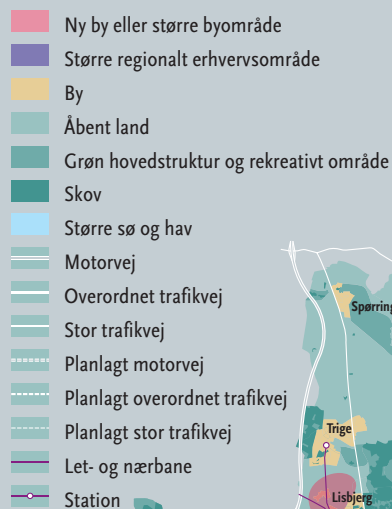 Ny by eller større byområde
Større regionalt erhvervsområde
By
Åbent land
Grøn hovedstruktur og rekreativt område
Skov
Større sø og hav
Motorvej
Overordnet trafikvej
Stor trafikvej
Planlagt motorvej
Planlagt overordnet trafikvej
Planlagt stor trafikvej
Let- og nærbane
Station
Spørring
Trige
Lisbjerg